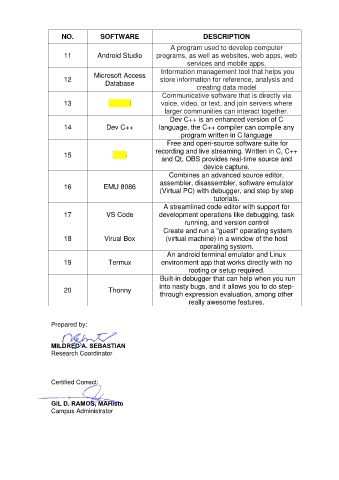 NO. SOFTWARE DESCRIPTION
A program used to develop computer
11 Android Studio programs, as well as websites, web apps, web
services and mobile apps.
Information management tool that helps you
12 Microsoft Access Database store information for reference, analysis and
creating data model
Communicative software that is directly via
13 voice, video, or text, and join servers where
larger communities can interact together.
Dev C++ is an enhanced version of C
14 Dev C++ language, the C++ compiler can compile any
program written in C language
Free and open-source software suite for
recording and live streaming. Written in C, C++
15 and Qt, OBS provides real-time source and
device capture.
Combines an advanced source editor,
16 EMU 8086 assembler, disassembler, software emulator
(Virtual PC) with debugger, and step by step
tutorials.
A streamlined code editor with support for
17 VS Code development operations like debugging, task
running, and version control
Create and run a "guest" operating system
18 Virual Box (virtual machine) in a window of the host
operating system.
An android terminal emulator and Linux
19 Termux environment app that works directly with no
rooting or setup required.
Built-in debugger that can help when you run
20 Thonny into nasty bugs, and it allows you to do step-
through expression evaluation, among other
really awesome features.
Prepared by:
MILDRED A. SEBASTIAN
Research Coordinator
Certified Correct:
GIL D. RAMOS, MARIsto
Campus Administrator